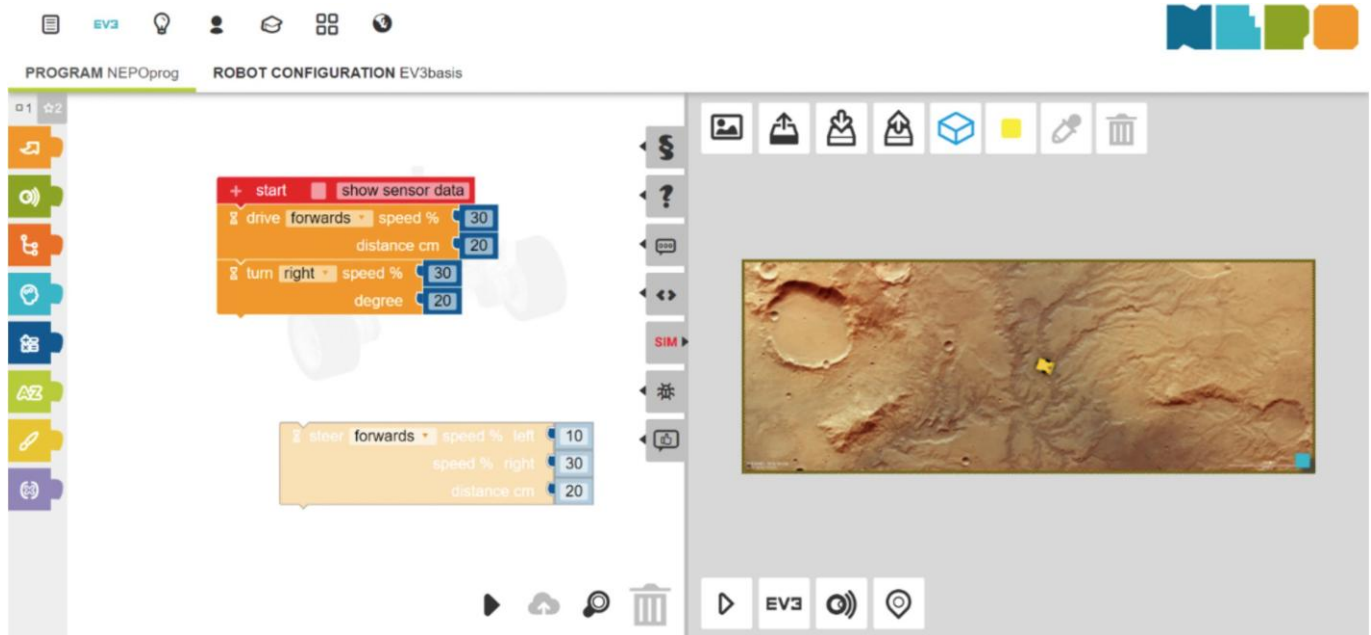 EV3
NEPO
PROGRAM NEPOprog
ROBOT CONFIGURATION EV3basis
1 2
+ start show sensor data
drive forwards speed % 30
distance cm 20
turn right speed % 30
degree 20
AZ
SIM
steer forwards speed % left 10
speed % right 30
distance cm 20
EV3